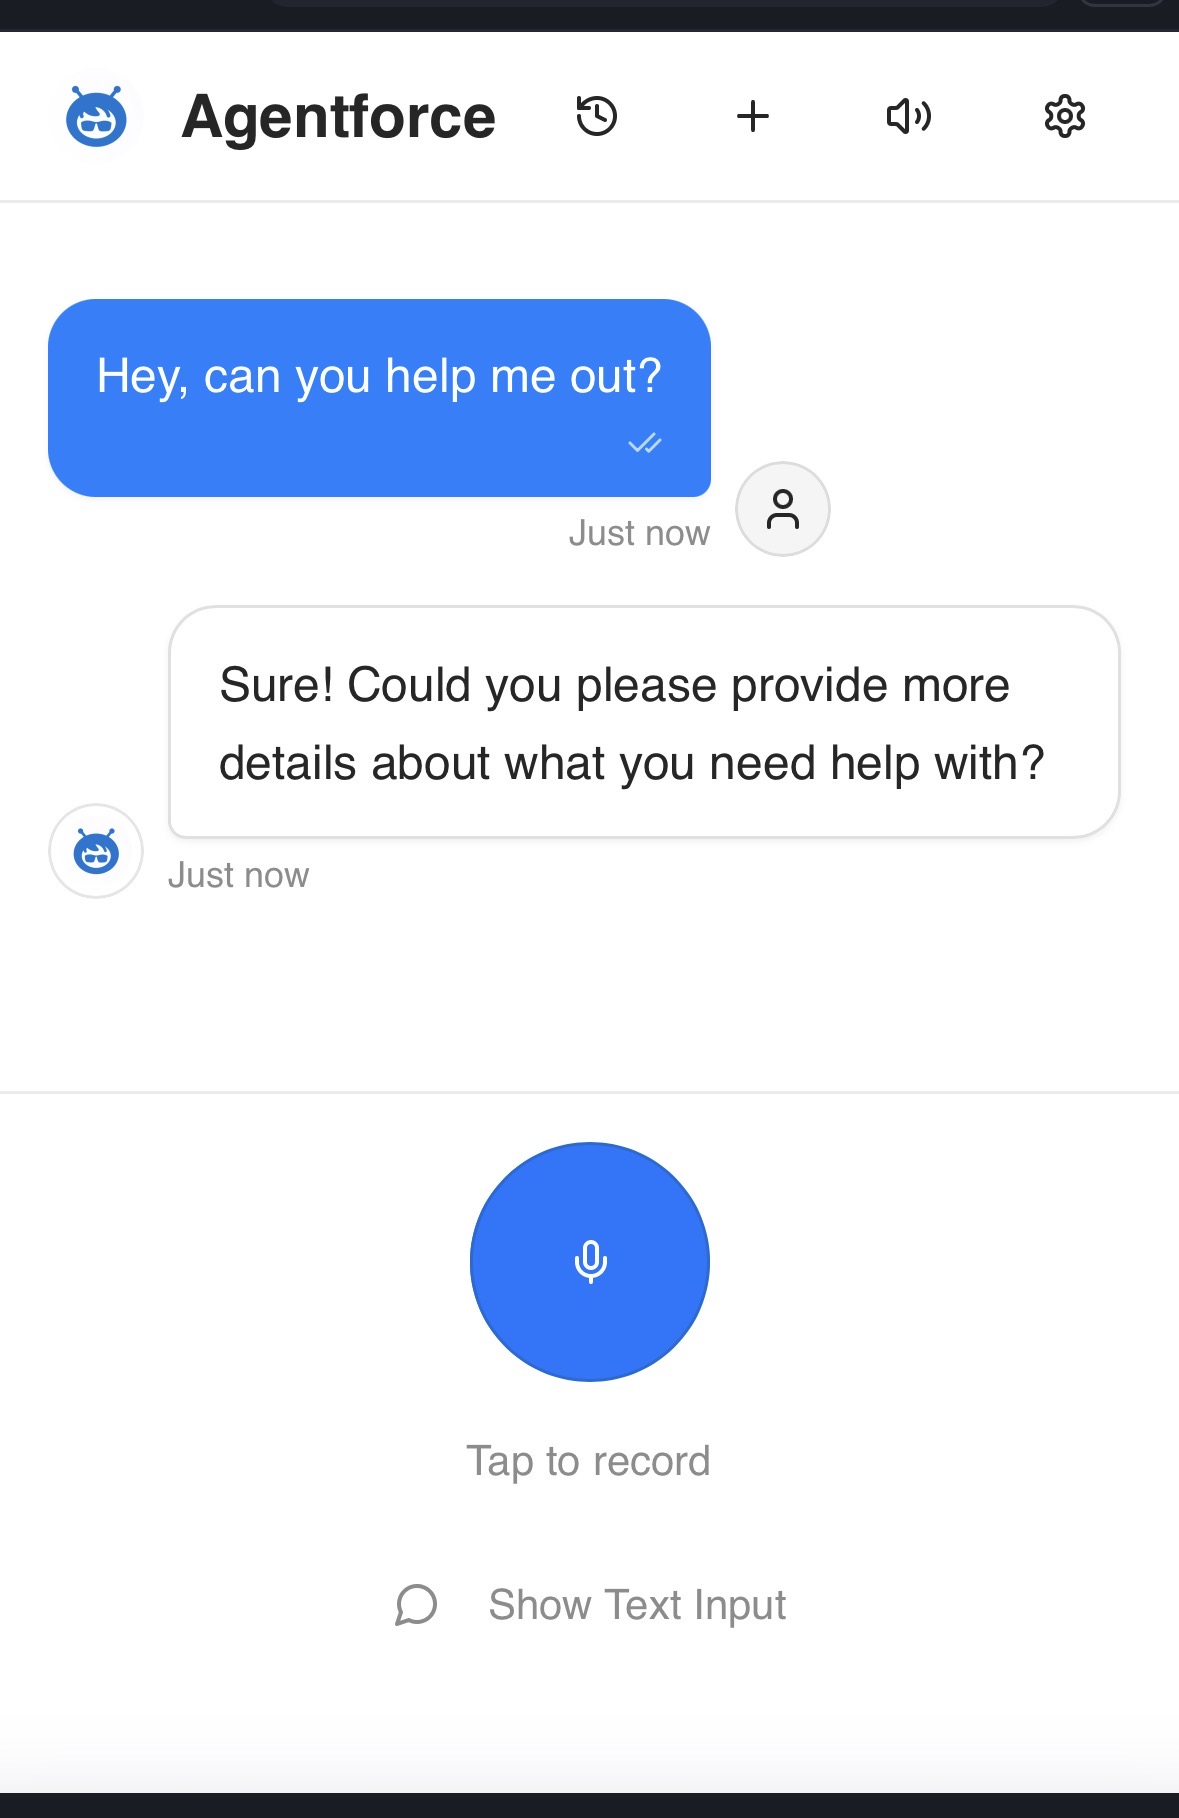 Agentforce
Hey, can you help me out?
Just now
Sure! Could you please provide more
details about what you need help with?
Just now
Tap to record
Show Text Input